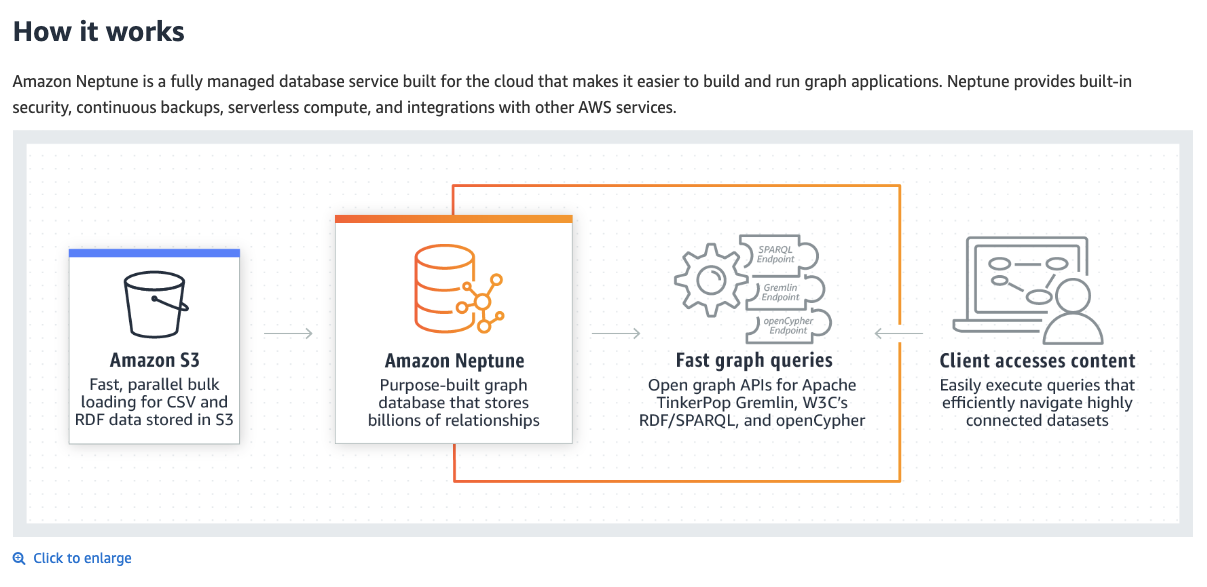 How it works
Amazon Neptune is a fully managed database service built for the cloud that makes it easier to build and run graph applications. Neptune provides built-in
security, continuous backups, serverless compute, and integrations with other AWS services.
Amazon S3
Fast, parallel bulk
loading for CSV and
RDF data stored in S3
Amazon Neptune
Purpose-built graph
database that stores
billions of relationships
SPARQL
Endpoint
Gremlin
Endpoint
openCypher
Endpoint
Fast graph queries
Open graph APIs for Apache
TinkerPop Gremlin, W3C’s
RDF/SPARQL, and openCypher
Client accesses content
Easily execute queries that
efficiently navigate highly
connected datasets
Click to enlarge